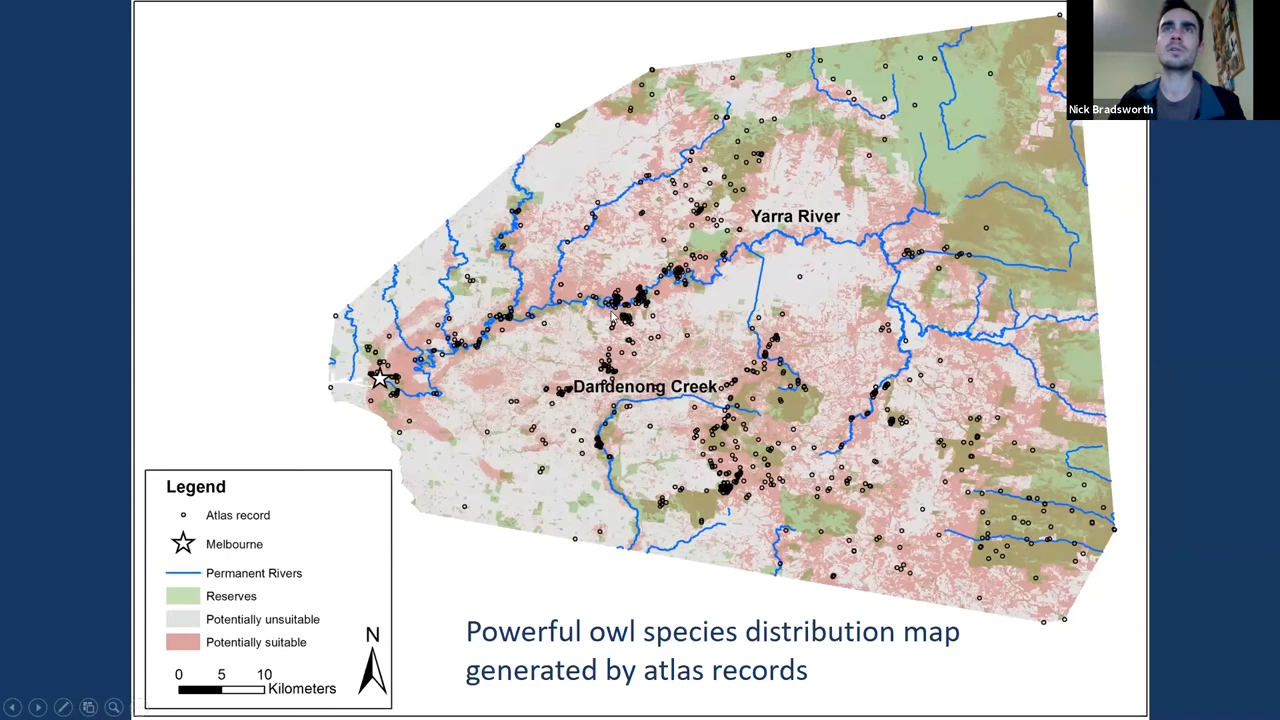 Nick Bradsworth
Yarra River
Dandenong Creek
Legend
Atlas record
Melbourne
Permanent Rivers
Reserves
Potentially unsuitable
Potentially suitable
N
0 5 10
Kilometers
Powerful owl species distribution map
generated by atlas records